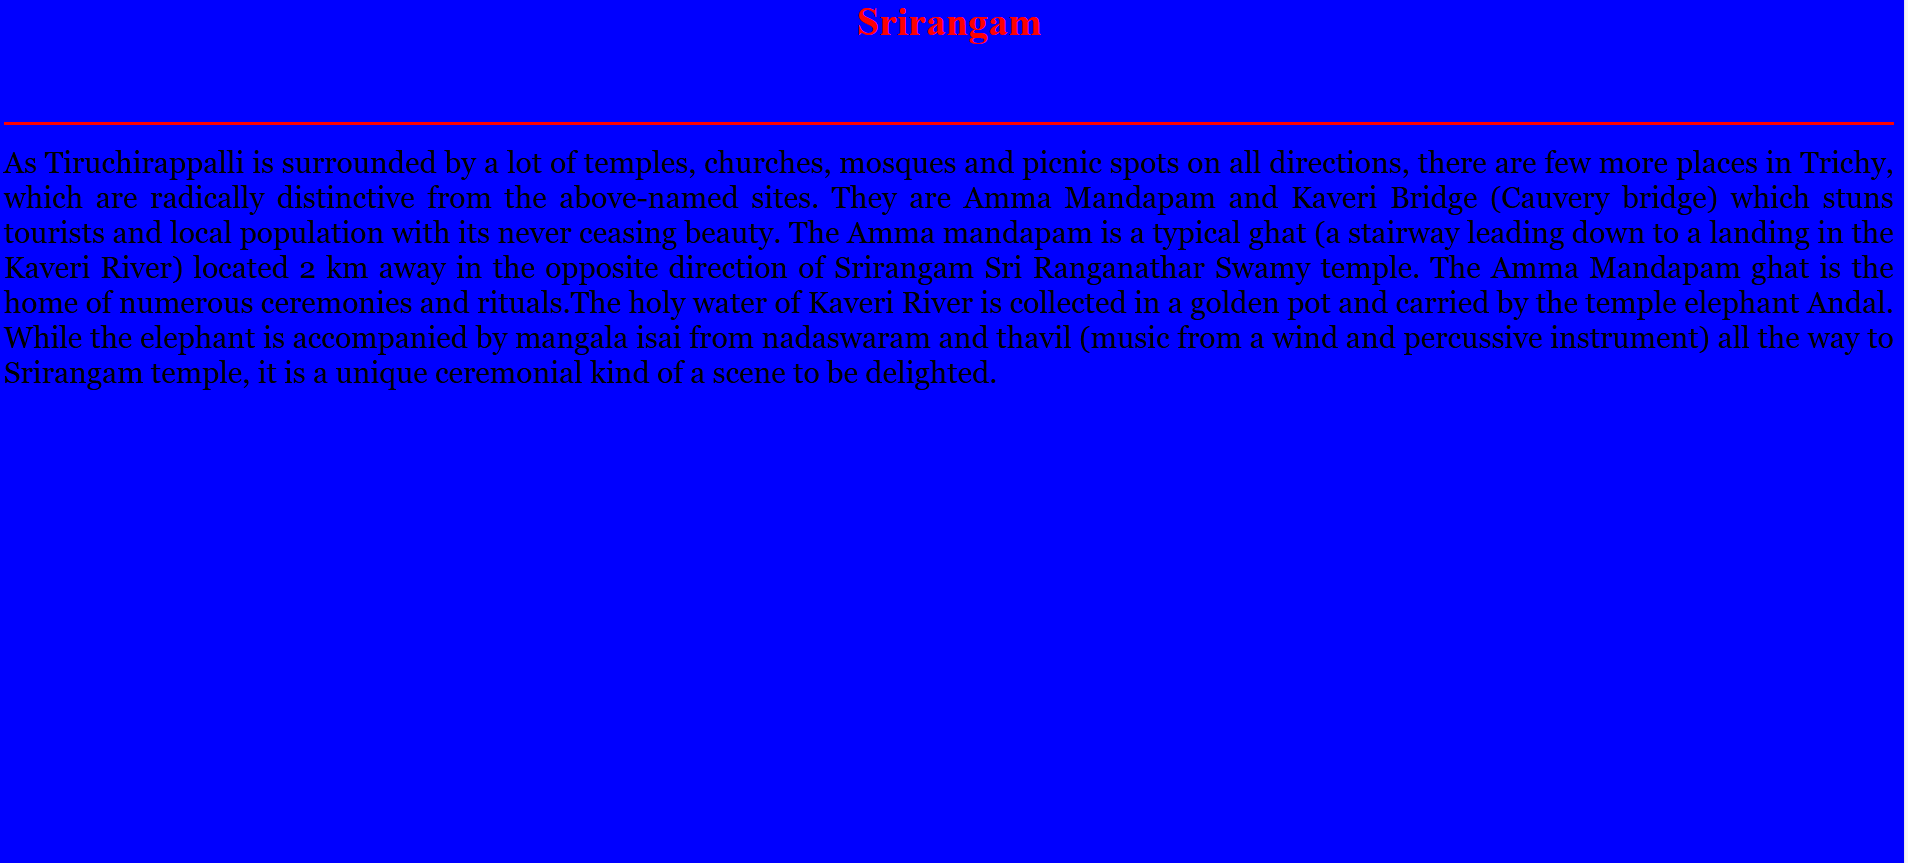 Srirangam
As Tiruchirappalli is surrounded by a lot of temples, churches, mosques and picnic spots on all directions, there are few more places in Trichy,
which are radically distinctive from the above-named sites. They are Amma Mandapam and Kaveri Bridge (Cauvery bridge) which stuns
tourists and local population with its never ceasing beauty. The Amma mandapam is a typical ghat (a stairway leading down to a landing in the
Kaveri River) located 2 km away in the opposite direction of Srirangam Sri Ranganathar Swamy temple. The Amma Mandapam ghat is the
home of numerous ceremonies and rituals.The holy water of Kaveri River is collected in a golden pot and carried by the temple elephant Andal.
While the elephant is accompanied by mangala isai from nadaswaram and thavil (music from a wind and percussive instrument) all the way to
Srirangam temple, it is a unique ceremonial kind of a scene to be delighted.